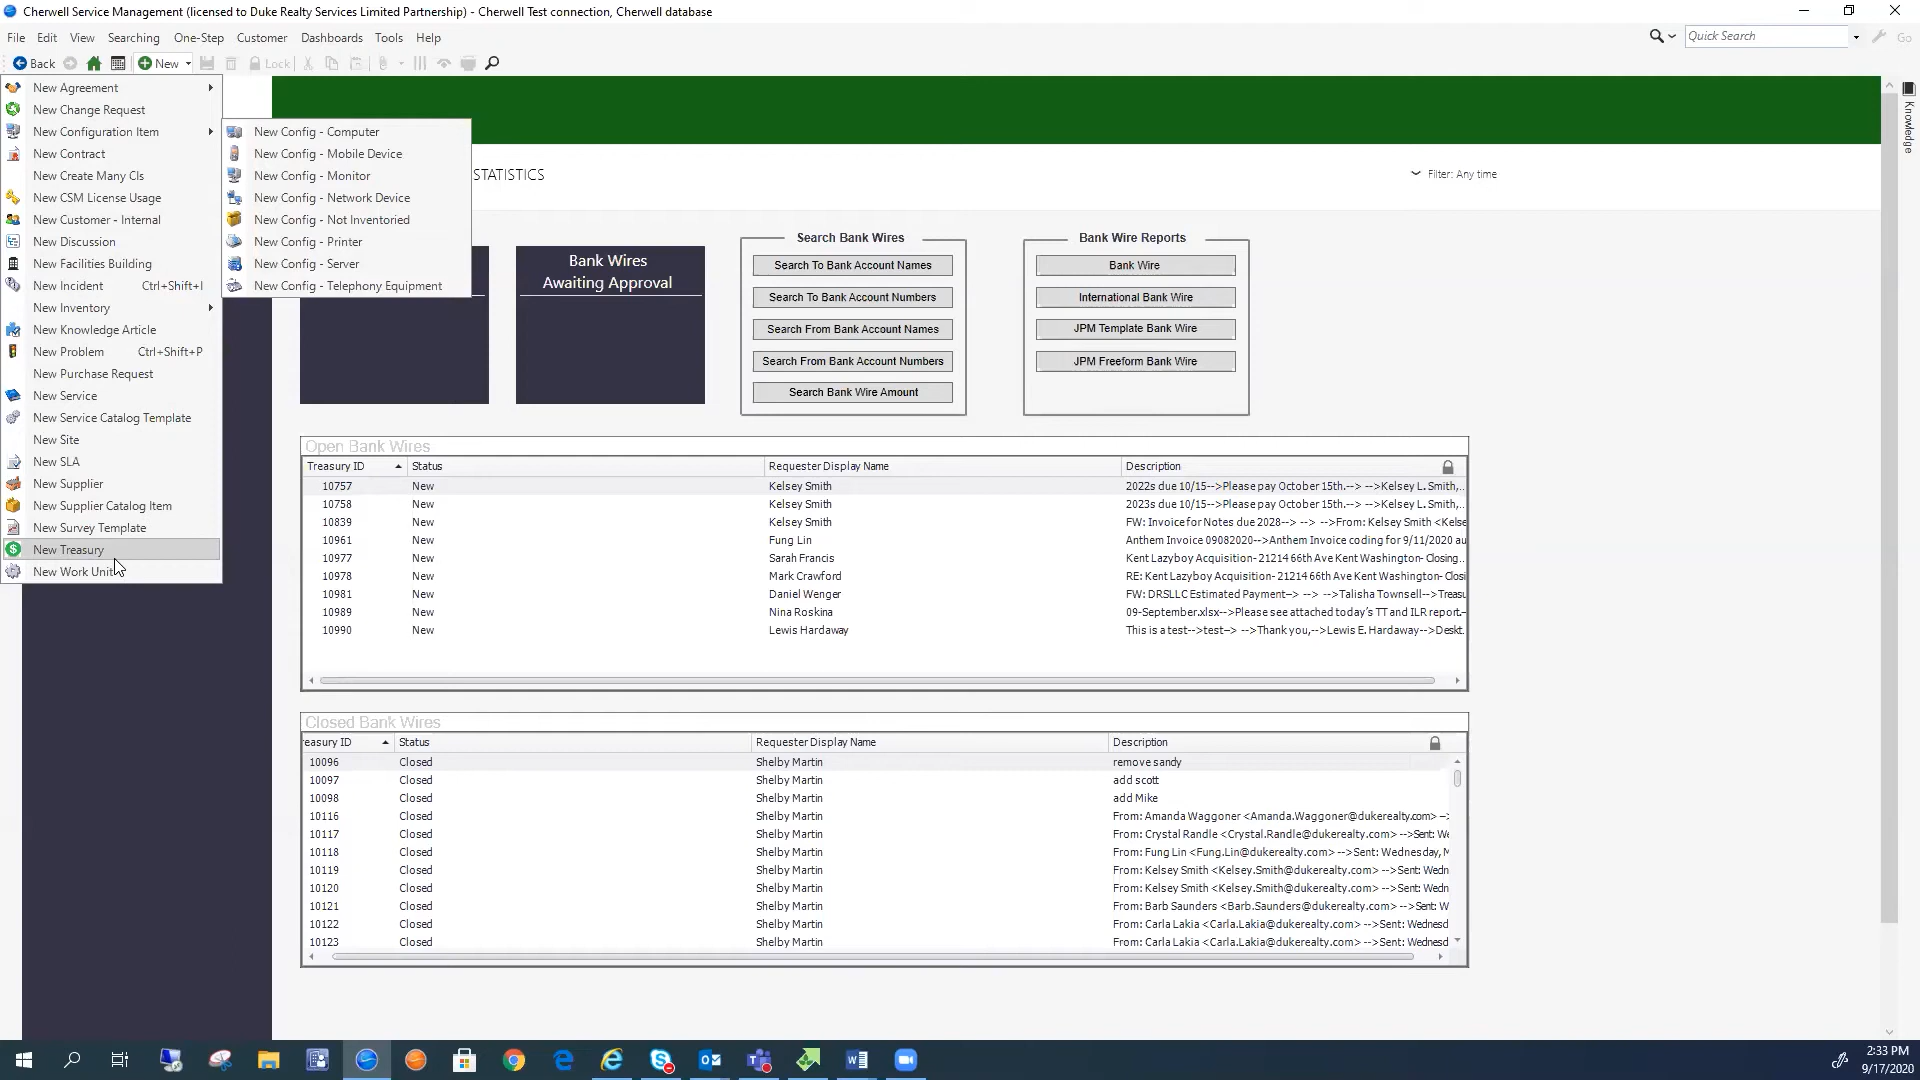 Cherwell Service Management (licensed to Duke Realty Services Limited Partnership) - Cherwell Test connection, Cherwell database
File Edit View Searching One-Step Customer Dashboards Tools Help
Quick Search Go
Back New Lock
New Agreement
New Change Request
New Configuration Item
New Contract
New Create Many CIs
New CSM License Usage
New Customer - Internal
New Discussion
New Facilities Building
New Incident Ctrl+Shift+I
New Inventory
New Knowledge Article
New Problem Ctrl+Shift+P
New Purchase Request
New Service
New Service Catalog Template
New Site
New SLA
New Supplier
New Supplier Catalog Item
New Survey Template
New Treasury
New Work Unit
New Config - Computer
New Config - Mobile Device
New Config - Monitor
New Config - Network Device
New Config - Not Inventoried
New Config - Printer
New Config - Server
New Config - Telephony Equipment
STATISTICS
Filter: Any time
Knowledge
Bank Wires
Awaiting Approval
Search Bank Wires
Search To Bank Account Names
Search To Bank Account Numbers
Search From Bank Account Names
Search From Bank Account Numbers
Search Bank Wire Amount
Bank Wire Reports
Bank Wire
International Bank Wire
JPM Template Bank Wire
JPM Freeform Bank Wire
Open Bank Wires
Treasury ID Status Requester Display Name Description
10757 New Kelsey Smith 2022s due 10/15-->Please pay October 15th.--> -->Kelsey L. Smith,..
10758 New Kelsey Smith 2023s due 10/15-->Please pay October 15th.--> -->Kelsey L. Smith,..
10839 New Kelsey Smith FW: Invoice for Notes due 2028--> --> -->From: Kelsey Smith <Kelse
10961 New Fung Lin Anthem Invoice 09082020-->Anthem Invoice coding for 9/11/2020 au
10977 New Sarah Francis Kent Lazyboy Acquisition- 21214 66th Ave Kent Washington- Closing..
10978 New Mark Crawford RE: Kent Lazyboy Acquisition- 21214 66th Ave Kent Washington- Closi
10981 New Daniel Wenger FW: DRSLLC Estimated Payment--> --> -->Talisha Townsell-->Treasu
10989 New Nina Roskina 09-September.xlsx-->Please see attached today's TT and ILR report.-
10990 New Lewis Hardaway This is a test-->test--> -->Thank you,-->Lewis E. Hardaway-->Deskt.
Closed Bank Wires
reasury ID Status Requester Display Name Description
10096 Closed Shelby Martin remove sandy
10097 Closed Shelby Martin add scott
10098 Closed Shelby Martin add Mike
10116 Closed Shelby Martin From: Amanda Waggoner <Amanda.Waggoner@dukerealty.com> -->
10117 Closed Shelby Martin From: Crystal Randle <Crystal.Randle@dukerealty.com> -->Sent: We
10118 Closed Shelby Martin From: Fung Lin <Fung.Lin@dukerealty.com> -->Sent: Wednesday, M
10119 Closed Shelby Martin From: Kelsey Smith <Kelsey.Smith@dukerealty.com> -->Sent: Wedn
10120 Closed Shelby Martin From: Kelsey Smith <Kelsey.Smith@dukerealty.com> -->Sent: Wedn
10121 Closed Shelby Martin From: Barb Saunders <Barb.Saunders@dukerealty.com> -->Sent: W
10122 Closed Shelby Martin From: Carla Lakia <Carla.Lakia@dukerealty.com> -->Sent: Wednesd
10123 Closed Shelby Martin From: Carla Lakia <Carla.Lakia@dukerealty.com> -->Sent: Wednesd
2:33 PM
9/17/2020